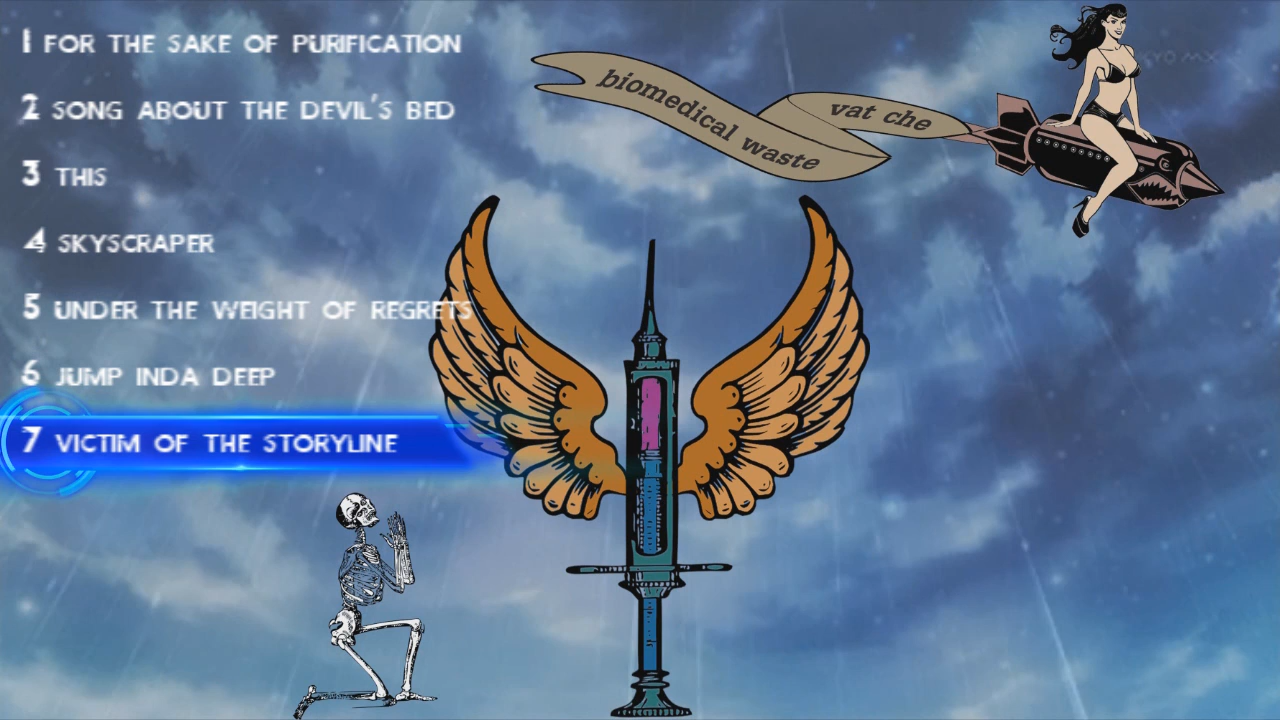 1 FOR THE SAKE OF PURIFICATION
2 SONG ABOUT THE DEVIL'S BED
3 THIS
4 SKYSCRAPER
5 UNDER THE WEIGHT OF REGRETS
6 JUMP INDA DEEP
7 VICTIM OF THE STORYLINE
biomedical waste
vat che